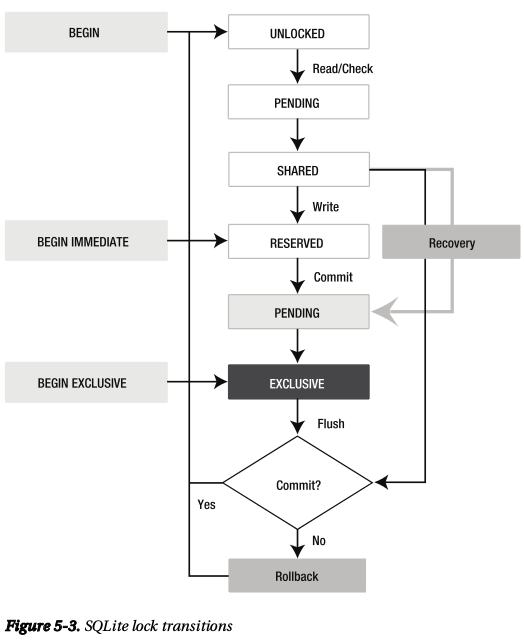 BEGIN
UNLOCKED
Read/Check
PENDING
SHARED
Write
BEGIN IMMEDIATE
RESERVED
Recovery
Commit
PENDING
BEGIN EXCLUSIVE
EXCLUSIVE
Flush
Commit?
Yes
No
Rollback
Figure 5-3. SQLite lock transitions